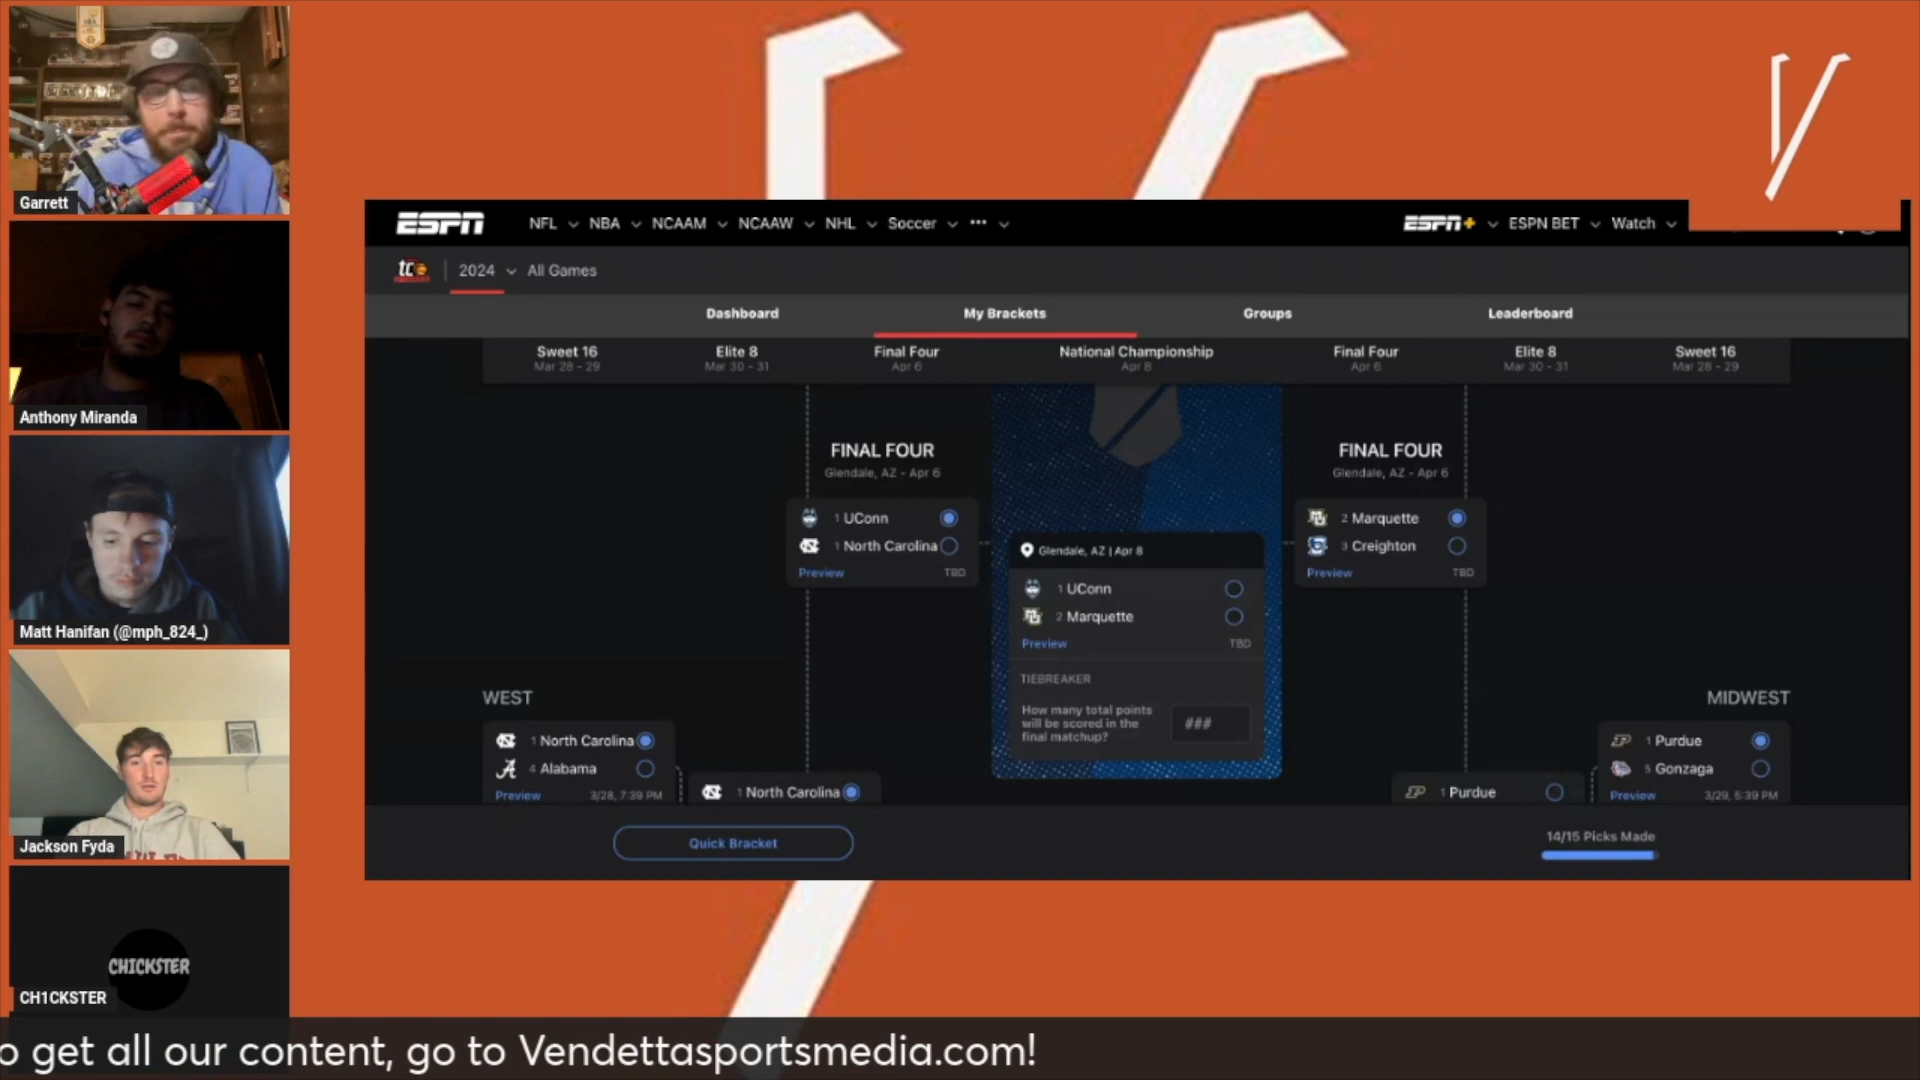 Garrett
Anthony Miranda
Matt Hanifan (@mph_824_)
Jackson Fyda
CHICKSTER
CH1CKSTER
ESPN
NFL NBA NCAAM NCAAW NHL Soccer ···
ESPN+ ESPN BET Watch
tc 2024 All Games
Dashboard My Brackets Groups Leaderboard
Sweet 16 Elite 8 Final Four National Championship Final Four Elite 8 Sweet 16
Mar 28 - 29 Mar 30 - 31 Apr 6 Apr 8 Apr 6 Mar 30 - 31 Mar 28 - 29
FINAL FOUR
Glendale, AZ - Apr 6
1 UConn
1 North Carolina
Preview TBD
Glendale, AZ | Apr 8
1 UConn
2 Marquette
Preview TBD
TIEBREAKER
How many total points
will be scored in the
final matchup?
###
FINAL FOUR
Glendale, AZ - Apr 6
2 Marquette
3 Creighton
Preview TBD
WEST
1 North Carolina
4 Alabama
Preview 3/28, 7:39 PM
1 North Carolina
MIDWEST
1 Purdue
5 Gonzaga
Preview 3/29, 5:39 PM
1 Purdue
Quick Bracket
14/15 Picks Made
o get all our content, go to Vendettasportsmedia.com!